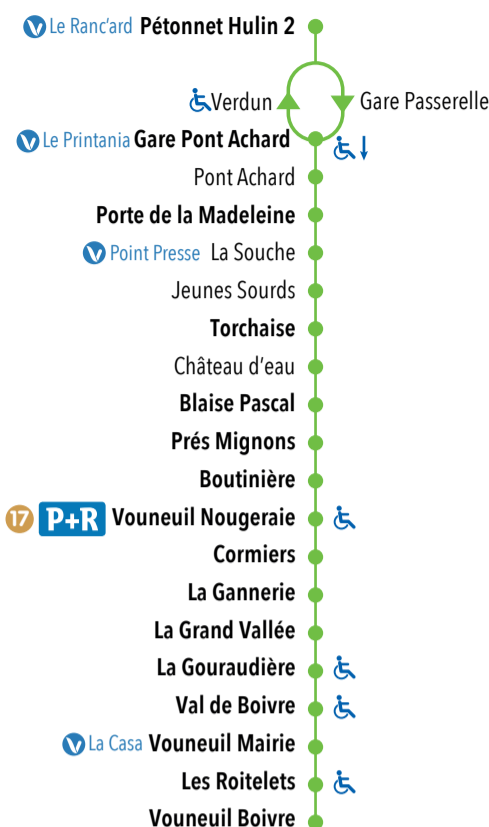 Le Ranc'ard Pétonnet Hulin 2
Verdun Gare Passerelle
Le Printania Gare Pont Achard
Pont Achard
Porte de la Madeleine
Point Presse La Souche
Jeunes Sourds
Torchaise
Château d'eau
Blaise Pascal
Prés Mignons
Boutinière
17 P+R Vouneuil Nougeraie
Cormiers
La Gannerie
La Grand Vallée
La Gouraudière
Val de Boivre
La Casa Vouneuil Mairie
Les Roitelets
Vouneuil Boivre